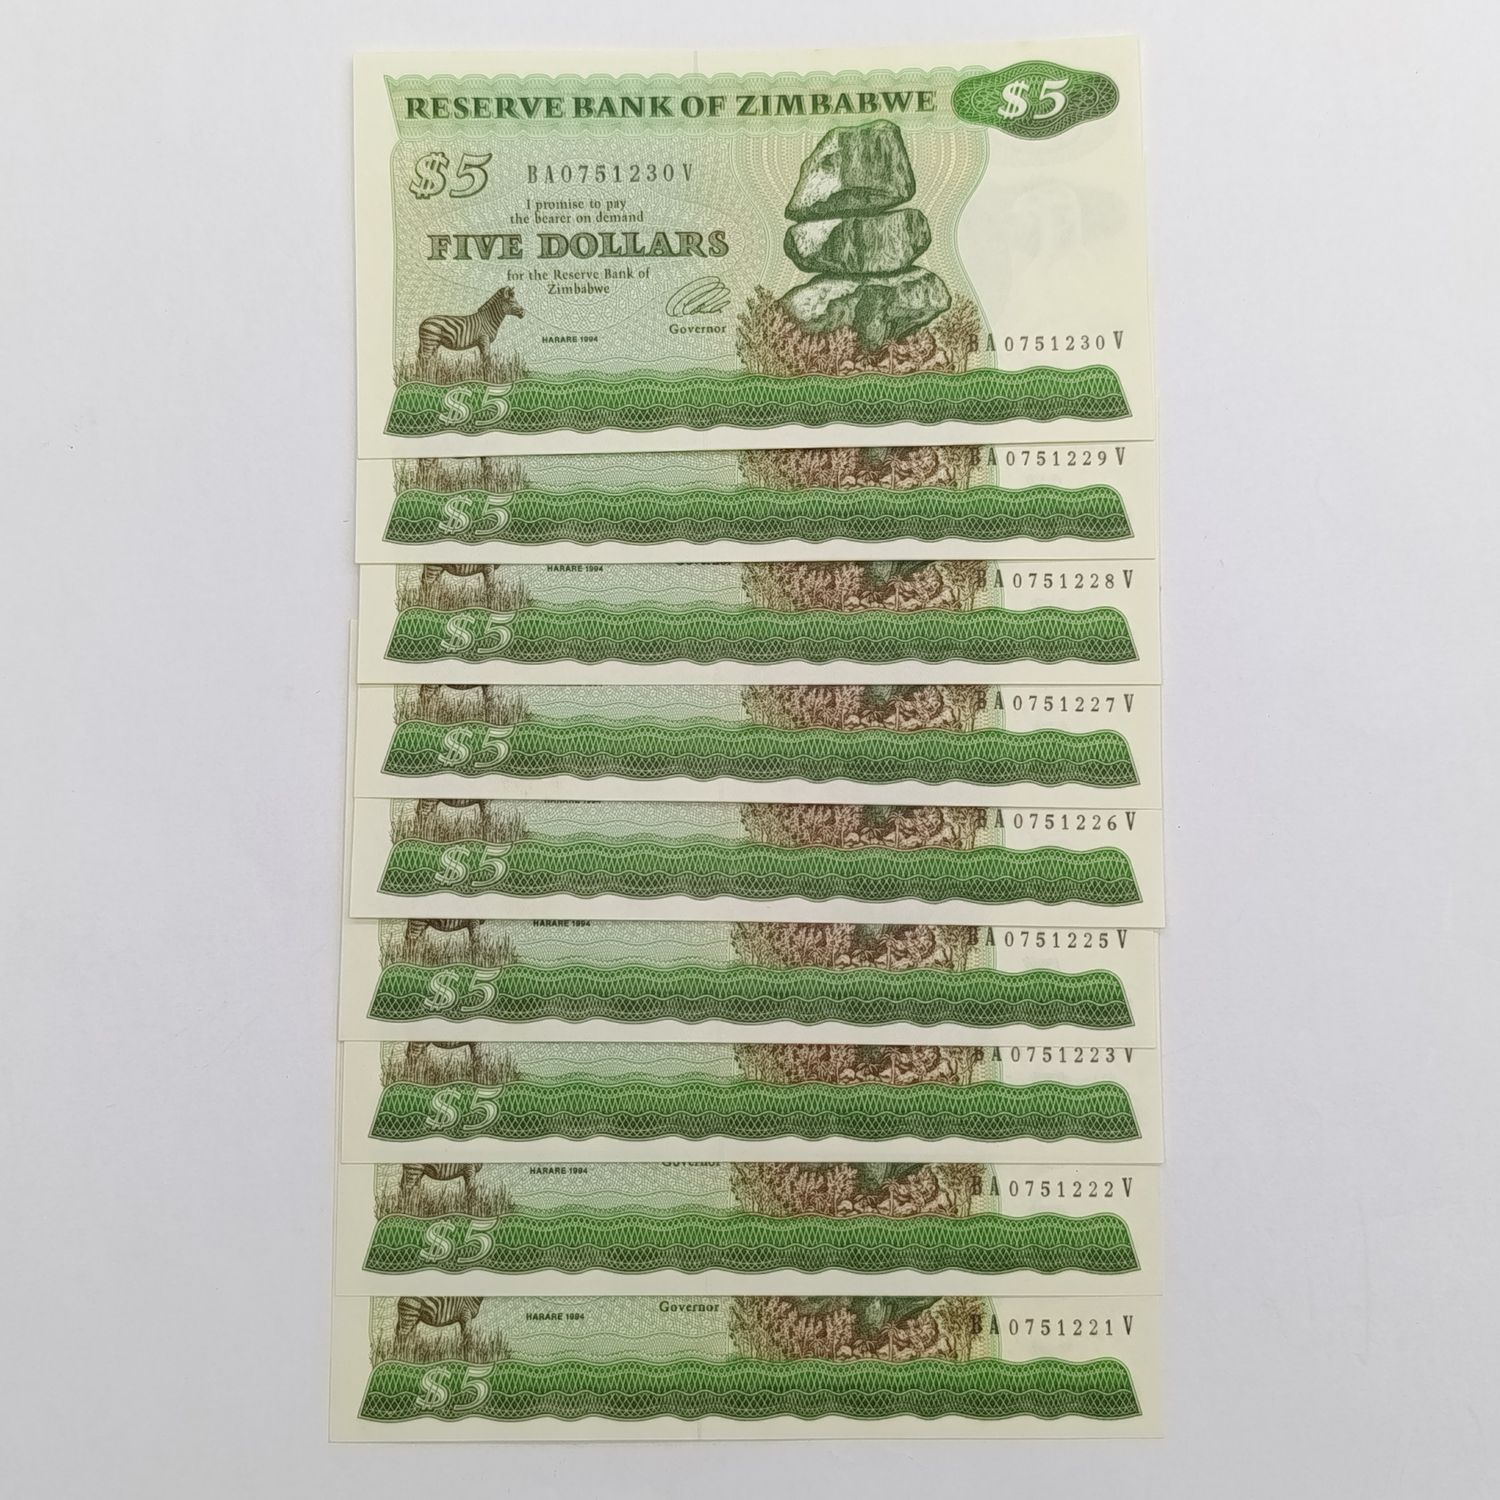 RESERVE BANK OF ZIMBABWE
$5
$5
BA0751230V
I promise to pay
the bearer on demand
FIVE DOLLARS
for the Reserve Bank of
Zimbabwe
Governor
HARARE 1994
BA0751230V
$5
BA0751229V
$5
HARARE 1994
BA0751228V
$5
BA0751227V
$5
BA0751226V
$5
HARARE 1994
BA0751225V
$5
BA0751223V
$5
Governor
HARARE 1994
BA0751222V
$5
Governor
HARARE 1994
BA0751221V
$5